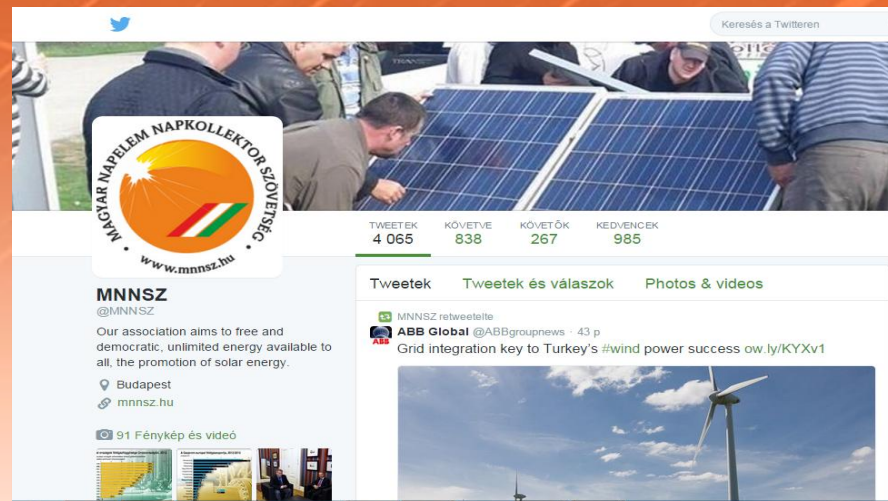 Keresés a Twitteren
TRANS
MAGYAR NAPELEM NAPKOLLEKTOR SZÖVETSÉG
www.mnnsz.hu
TWEETEK KÖVETVE KÖVETŐK KEDVENCEK
4 065 838 267 985
MNNSZ
@MNNSZ
Our association aims to free and
democratic, unlimited energy available to
all, the promotion of solar energy.
Budapest
mnnsz.hu
91 Fénykép és videó
Tweetek Tweetek és válaszok Photos & videos
MNNSZ retweetelte
ABB
ABB Global @ABBgroupnews · 43 p
Grid integration key to Turkey's #wind power success ow.ly/KYXv1